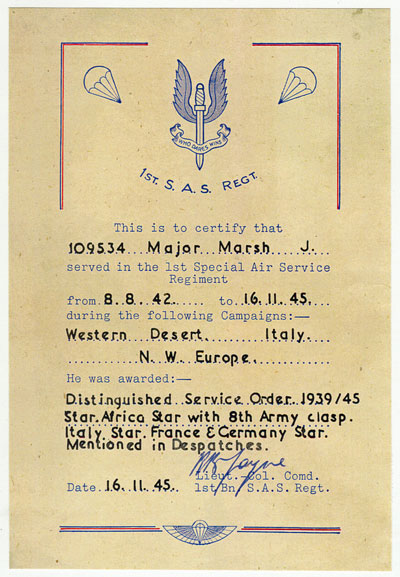 WHO DARES WINS
1ST. S. A. S. REGT.
This is to certify that
109534 Major Marsh J.
served in the 1st Special Air Service
Regiment
from 8.8.42. to 16.11.45.
during the following Campaigns:—
Western Desert. Italy.
N.W. Europe.
He was awarded:—
Distinguished Service Order. 1939/45
Star. Africa Star with 8th Army clasp.
Italy Star. France & Germany Star.
Mentioned in Despatches.
Lieut.-Col. Comd.
Date. 16.11.45. 1st Bn. S.A.S. Regt.